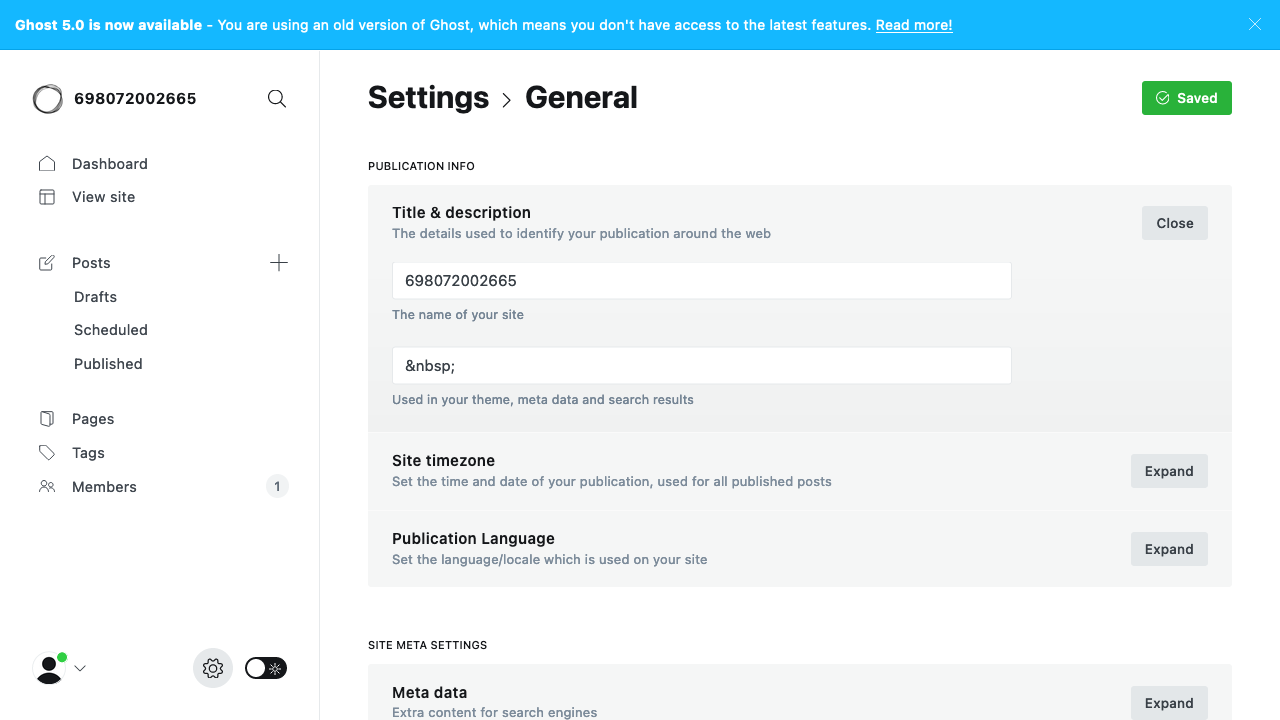 Ghost 5.0 is now available - You are using an old version of Ghost, which means you don't have access to the latest features. Read more!
698072002665
Dashboard
View site
Posts
Drafts
Scheduled
Published
Pages
Tags
Members 1
Settings › General
Saved
PUBLICATION INFO
Title & description
The details used to identify your publication around the web
Close
698072002665
The name of your site
&nbsp;
Used in your theme, meta data and search results
Site timezone
Set the time and date of your publication, used for all published posts
Expand
Publication Language
Set the language/locale which is used on your site
Expand
SITE META SETTINGS
Meta data
Extra content for search engines
Expand